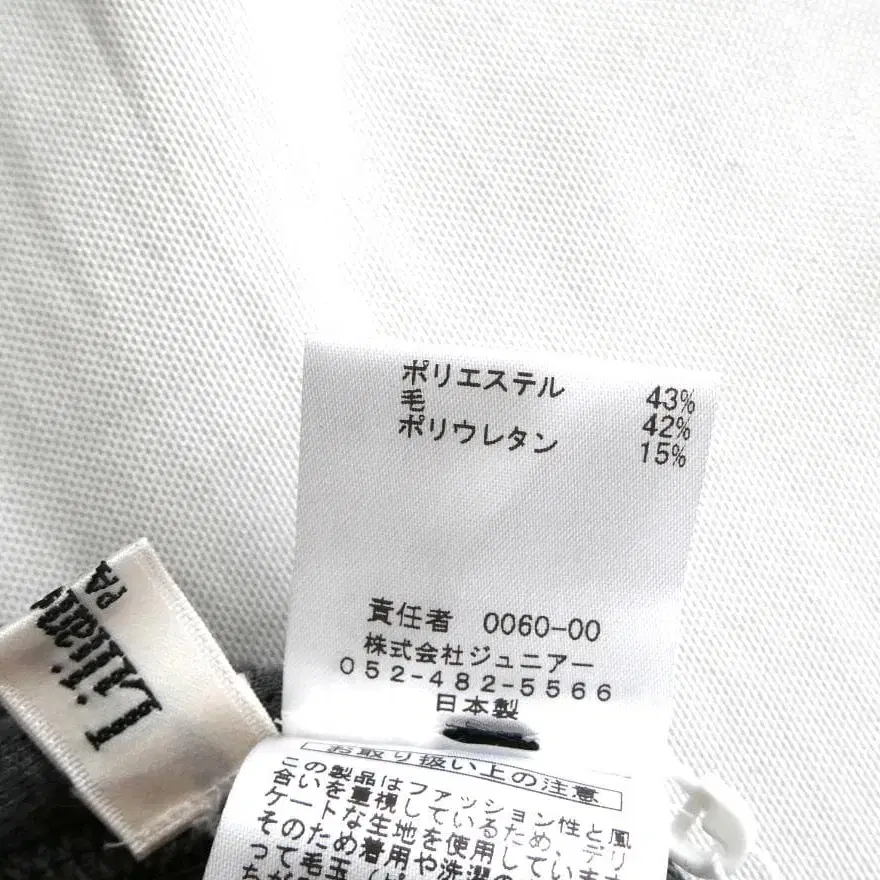 ポリエステル 43%
毛 42%
ポリウレタン 15%
責任者 0060-00
株式会社ジュニアー
052-482-5566
日本製
お取り扱い上の注意
この製品はファッション性と風
合いを重視しているため、デリ
ケートな生地を使用しています
そのため着用や洗濯の
って毛玉
Lilian
PA